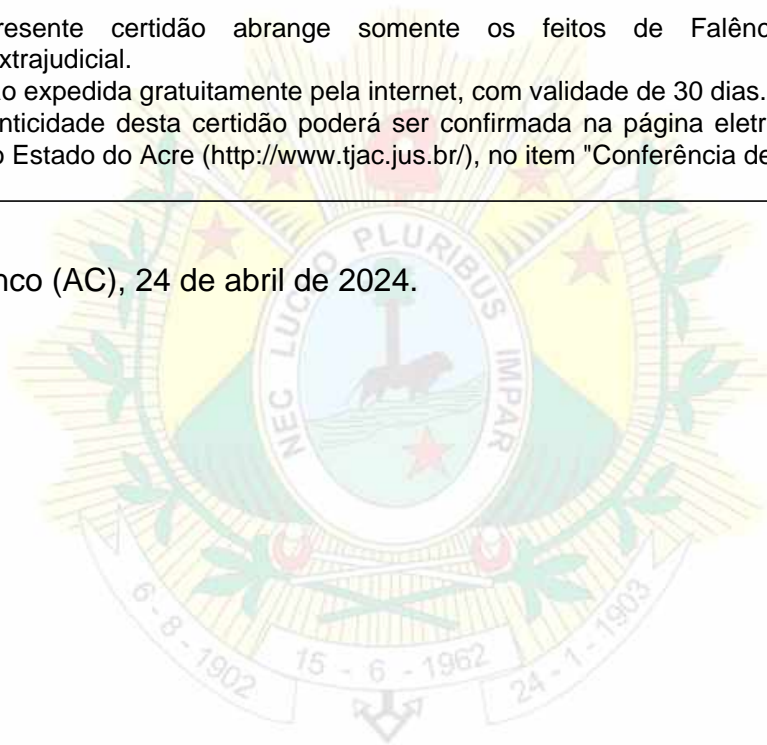 resente certidão abrange somente os feitos de Falênc
xtrajudicial.
o expedida gratuitamente pela internet, com validade de 30 dias.
nticidade desta certidão poderá ser confirmada na página eletr
o Estado do Acre (http://www.tjac.jus.br/), no item "Conferência de
nco (AC), 24 de abril de 2024.
NEC LUCEO PLURIBUS IMPAR
6 - 8 - 1902
15 - 6 - 1962
24 - 1 - 1903